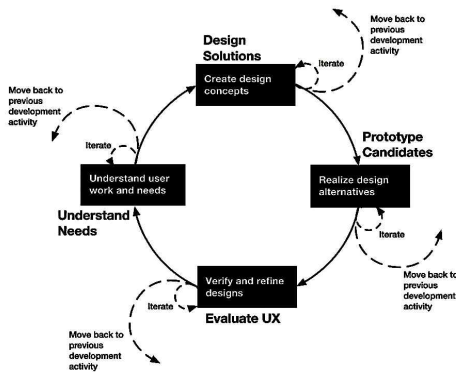 Design
Solutions
Create design
concepts
Iterate
Move back to
previous
development
activity
Prototype
Candidates
Realize design
alternatives
Iterate
Move back to
previous
development
activity
Verify and refine
designs
Evaluate UX
Iterate
Move back to
previous
development
activity
Understand user
work and needs
Understand
Needs
Iterate
Move back to
previous
development
activity